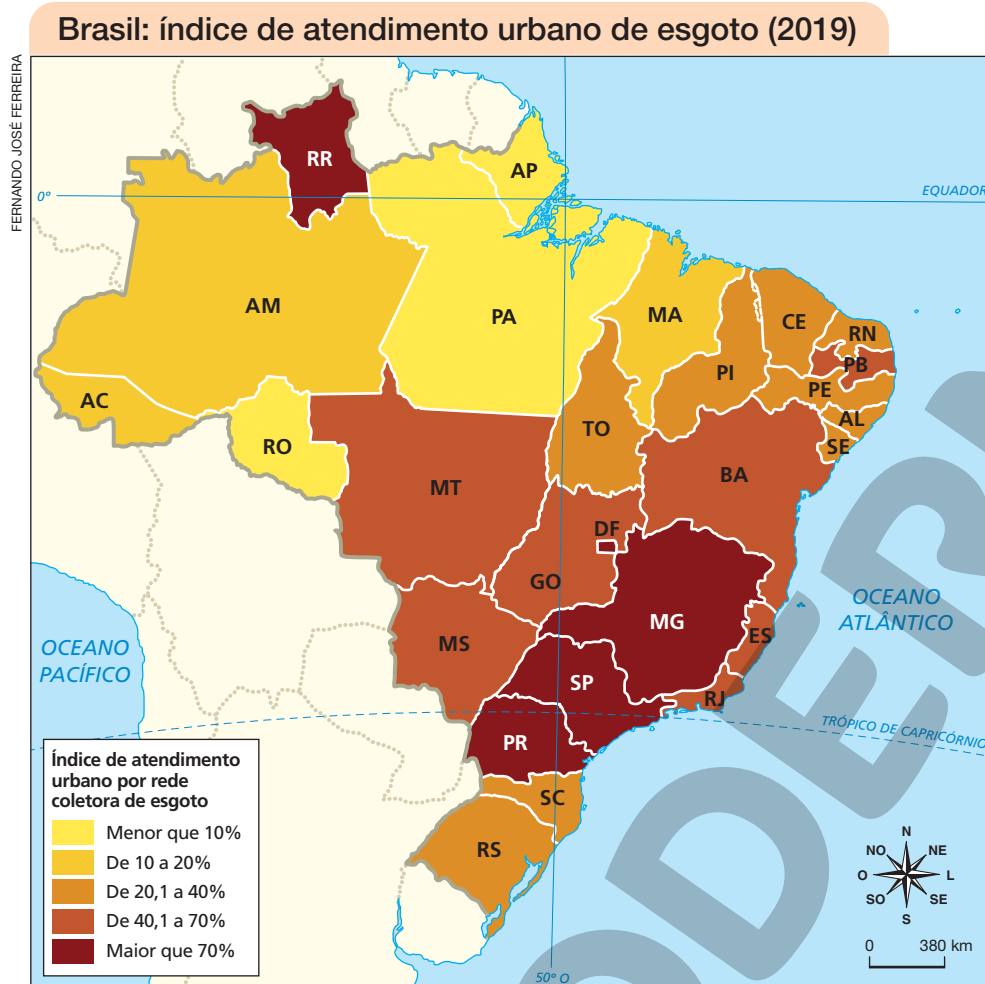 Brasil: índice de atendimento urbano de esgoto (2019)
FERNANDO JOSÉ FERREIRA
RR
AP
0°
EQUADOR
AM
PA
MA
CE
RN
PB
PI
PE
AC
TO
AL
RO
SE
BA
MT
DF
GO
OCEANO
ATLÂNTICO
MG
ES
MS
OCEANO
PACÍFICO
SP
RJ
TRÓPICO DE CAPRICÓRNIO
PR
SC
RS
50° O
Índice de atendimento
urbano por rede
coletora de esgoto
Menor que 10%
De 10 a 20%
De 20,1 a 40%
De 40,1 a 70%
Maior que 70%
N
NO NE
O L
SO SE
S
0 380 km
ODER